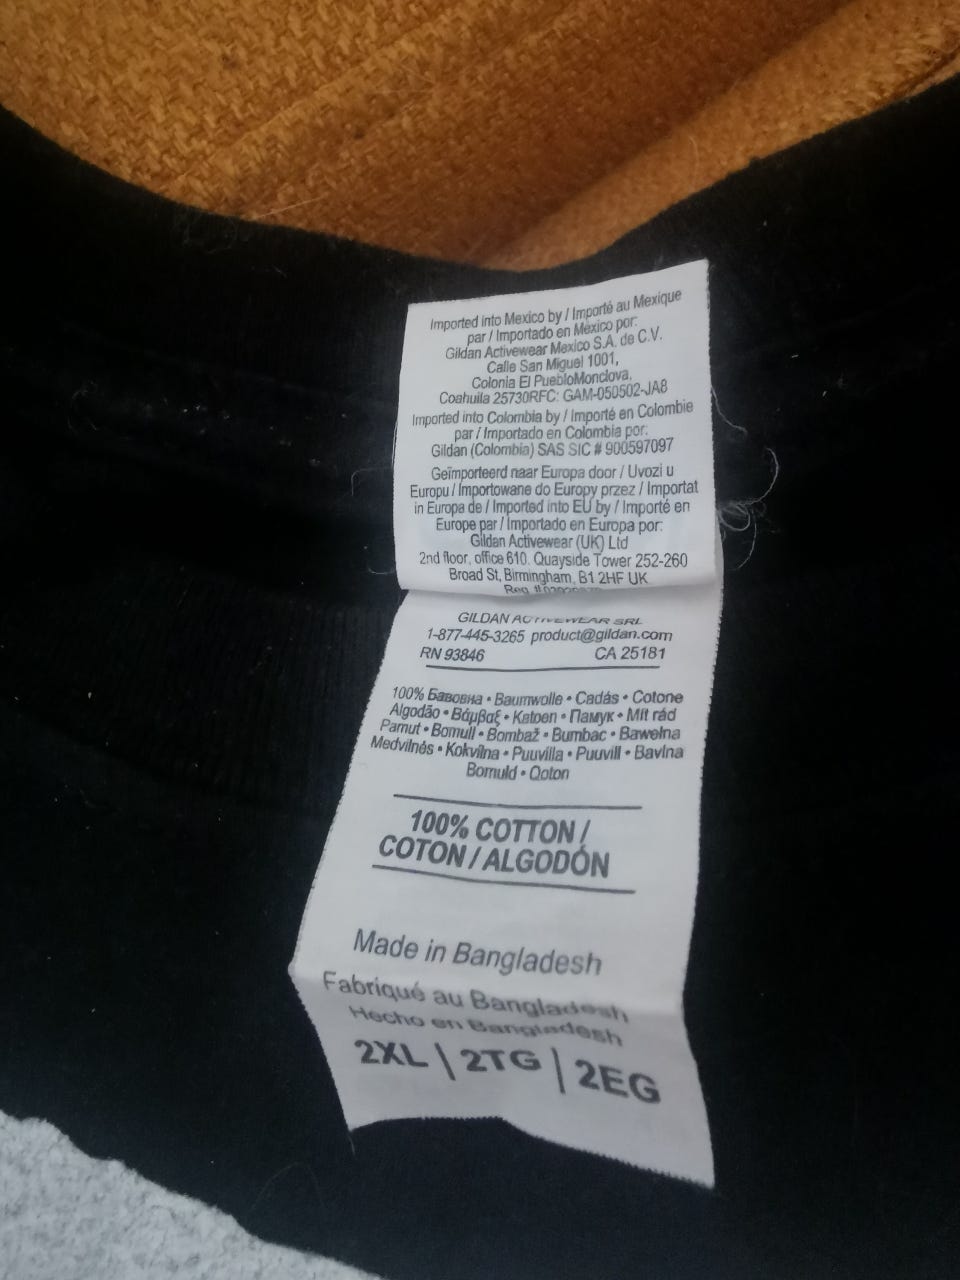 Imported into Mexico by / Importé au Mexique
par / Importado en México por:
Gildan Activewear Mexico S.A. de C.V.
Calle San Miguel 1001,
Colonia El PuebloMonclova,
Coahuila 25730RFC: GAM-050502-JA8
Imported into Colombia by / Importé en Colombie
par / Importado en Colombia por:
Gildan (Colombia) SAS SIC # 900597097
Geïmporteerd naar Europa door / Uvozi u
Europu / Importowane do Europy przez / Importat
in Europa de / Imported into EU by / Importé en
Europe par / Importado en Europa por:
Gildan Activewear (UK) Ltd
2nd floor, office 610. Quayside Tower 252-260
Broad St, Birmingham, B1 2HF UK
Reg
GILDAN ACTIVEWEAR SRL
1-877-445-3265 product@gildan.com
RN 93846 CA 25181
100% Бавовна • Baumwolle • Cadás • Cotone
Algodão • Βάμβαξ • Katoen • Памук • Mít rád
Pamut • Bomull • Bombaž • Bumbac • Bawełna
Medvilnės • Kokvilna • Puuvilla • Puuvill • Bavlna
Bomuld • Qoton
100% COTTON /
COTON / ALGODÓN
Made in Bangladesh
Fabriqué au Bangladesh
Hecho en Bangladesh
2XL | 2TG | 2EG